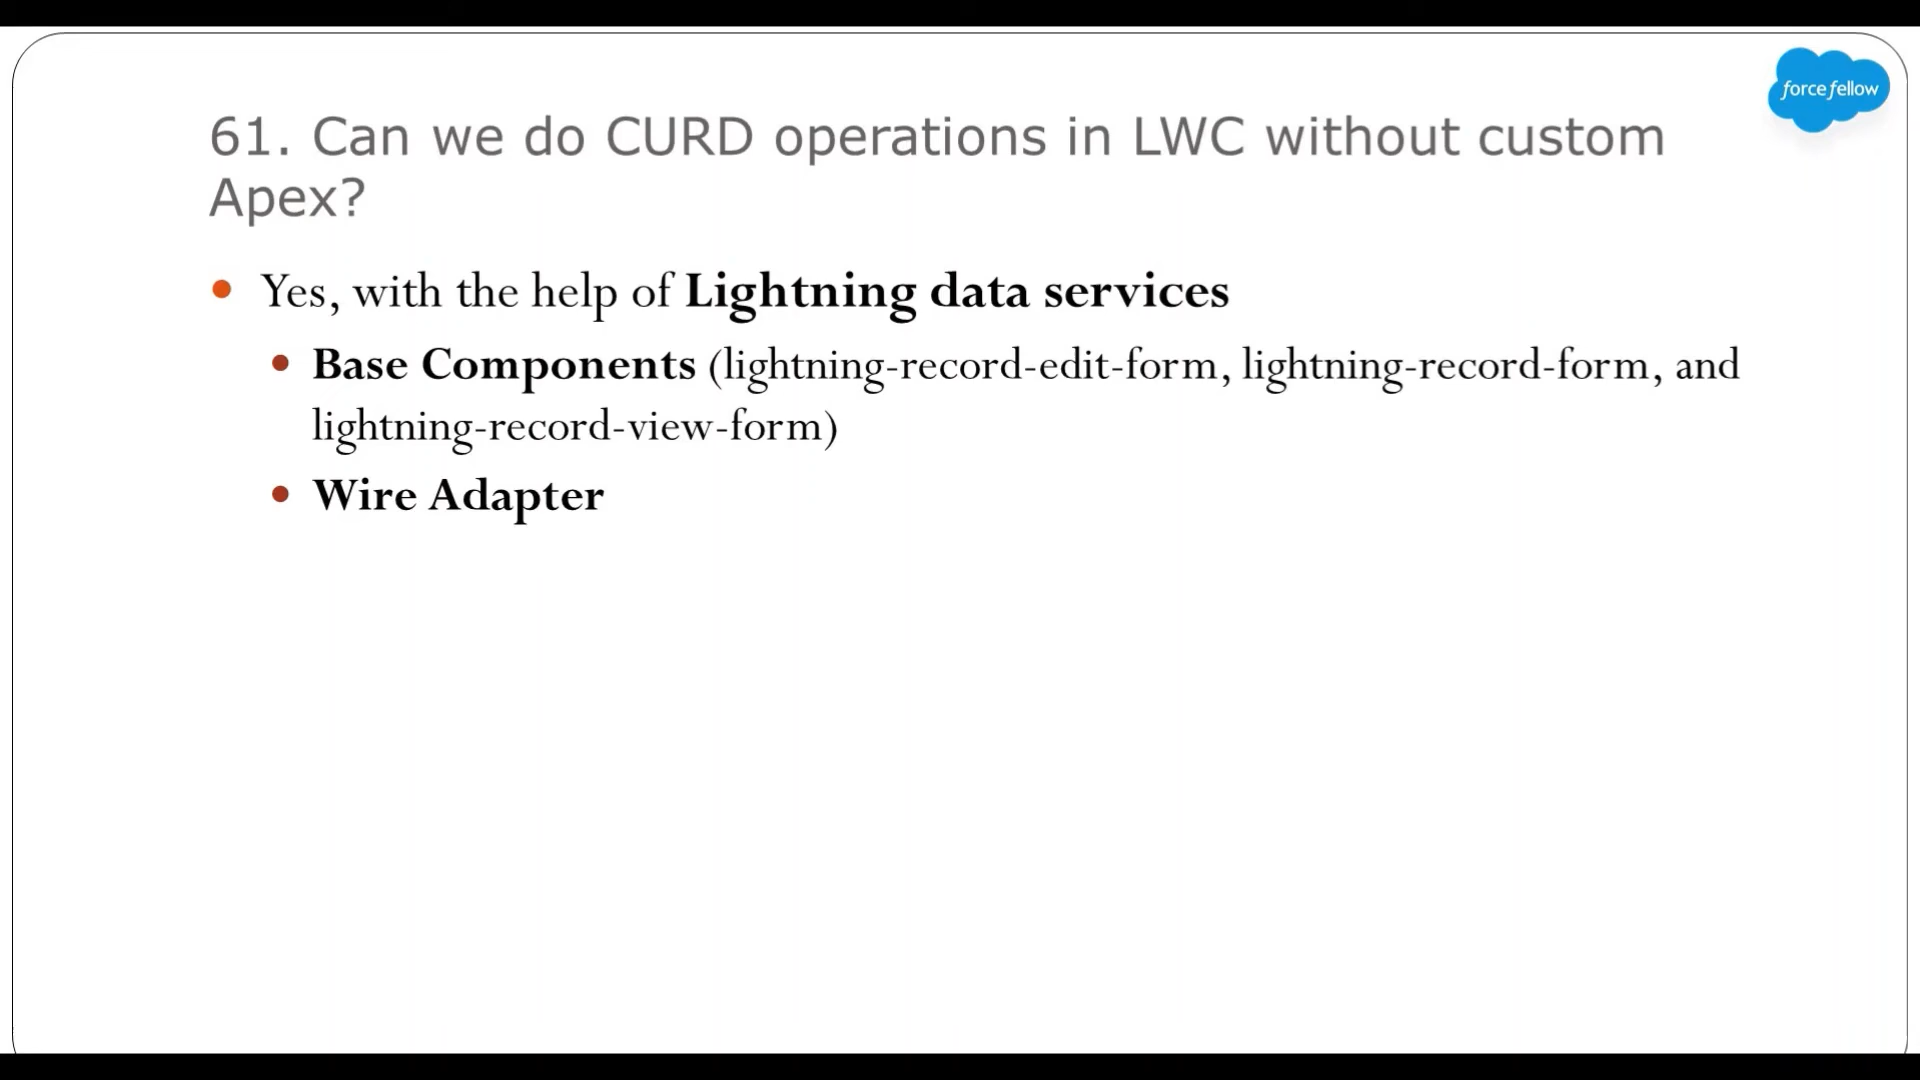 force fellow
61. Can we do CURD operations in LWC without custom
Apex?
Yes, with the help of Lightning data services
Base Components (lightning-record-edit-form, lightning-record-form, and
lightning-record-view-form)
Wire Adapter